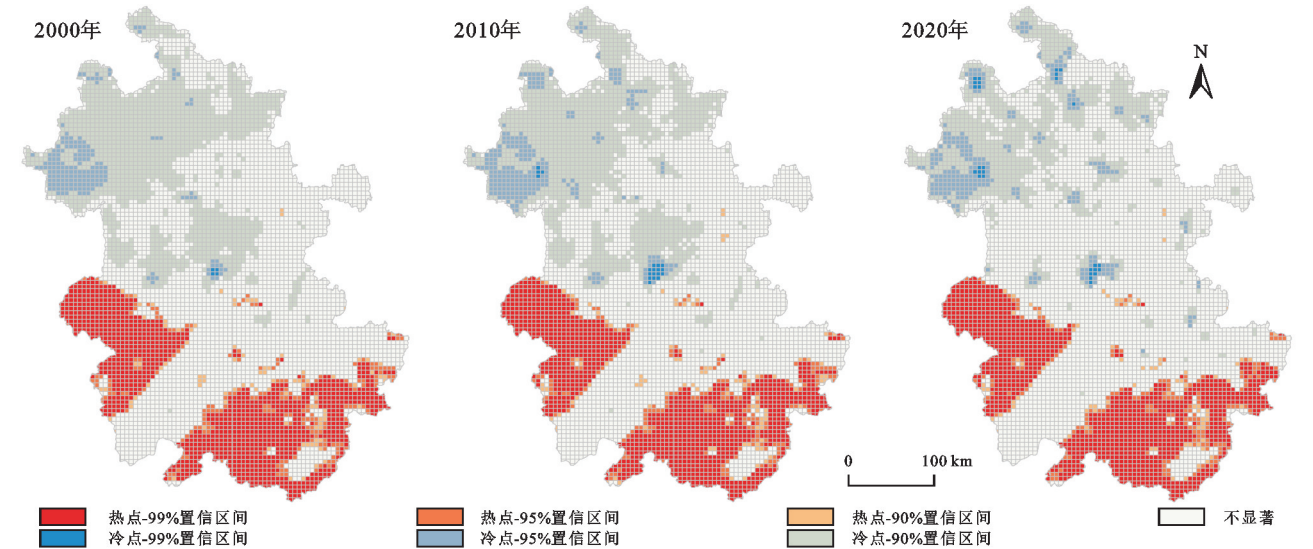 2000年
2010年
2020年
N
0 100 km
热点-99%置信区间
热点-95%置信区间
热点-90%置信区间
不显著
冷点-99%置信区间
冷点-95%置信区间
冷点-90%置信区间